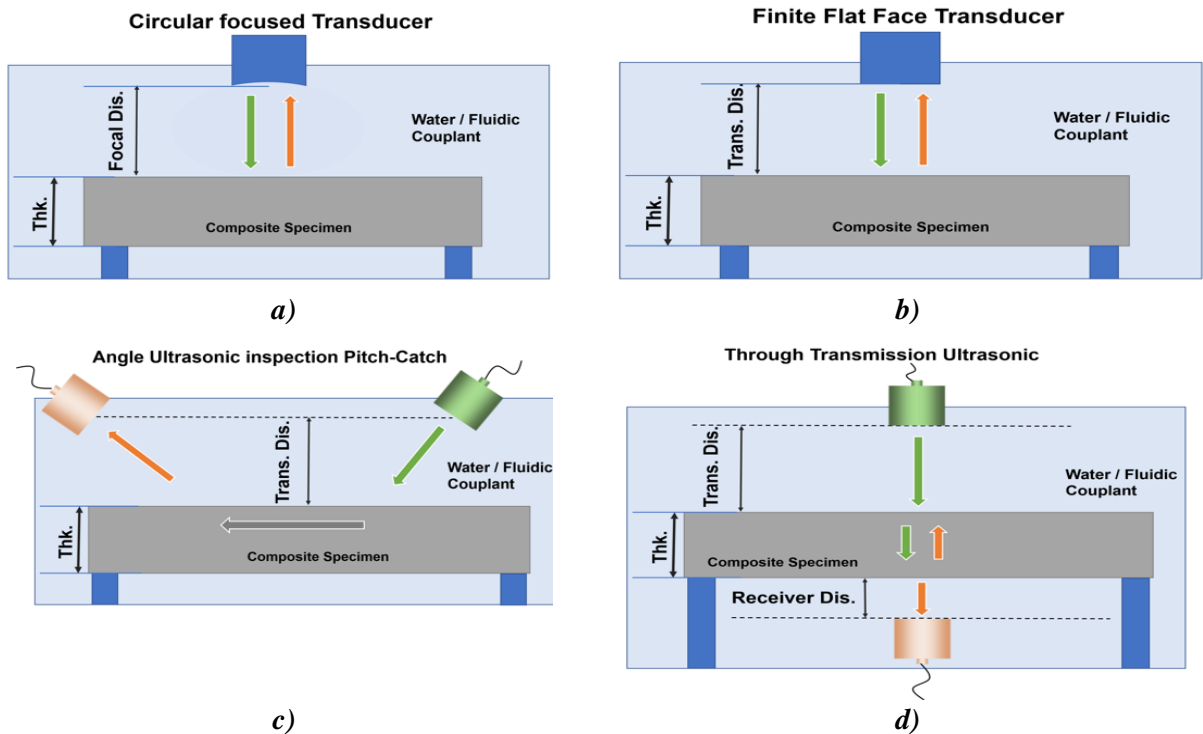 Circular focused Transducer
Focal Dis.
Water / Fluidic
Couplant
Thk.
Composite Specimen
a)
Finite Flat Face Transducer
Trans. Dis.
Water / Fluidic
Couplant
Thk.
Composite Specimen
b)
Angle Ultrasonic inspection Pitch-Catch
Trans. Dis.
Water / Fluidic
Couplant
Thk.
Composite Specimen
c)
Through Transmission Ultrasonic
Trans. Dis.
Water / Fluidic
Couplant
Thk.
Composite Specimen
Receiver Dis.
d)